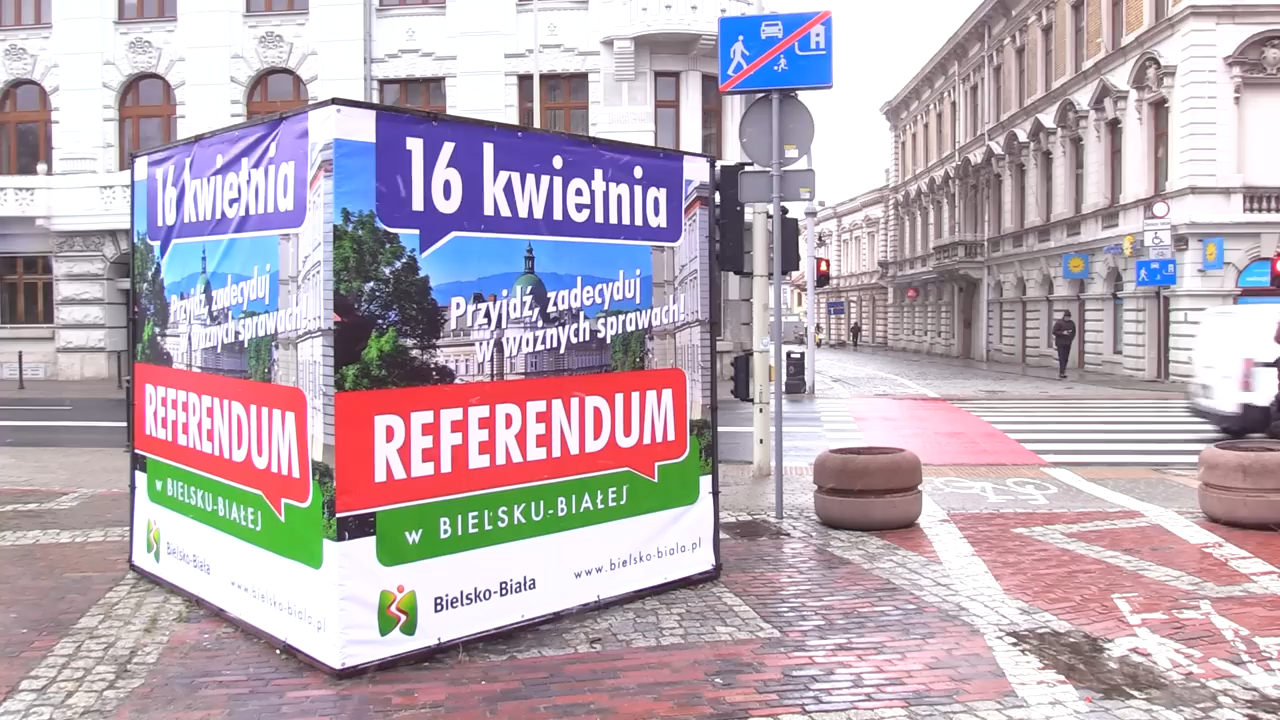 16 kwietnia
Przyjdź, zadecyduj
w ważnych sprawach!
REFERENDUM
w BIELSKU-BIAŁEJ
Bielsko-Biała
www.bielsko-biala.pl
16 kwietnia
Przyjdź, zadecyduj
w ważnych sprawach!
REFERENDUM
w BIELSKU-BIAŁEJ
Bielsko-Biała
www.bielsko-biala.pl